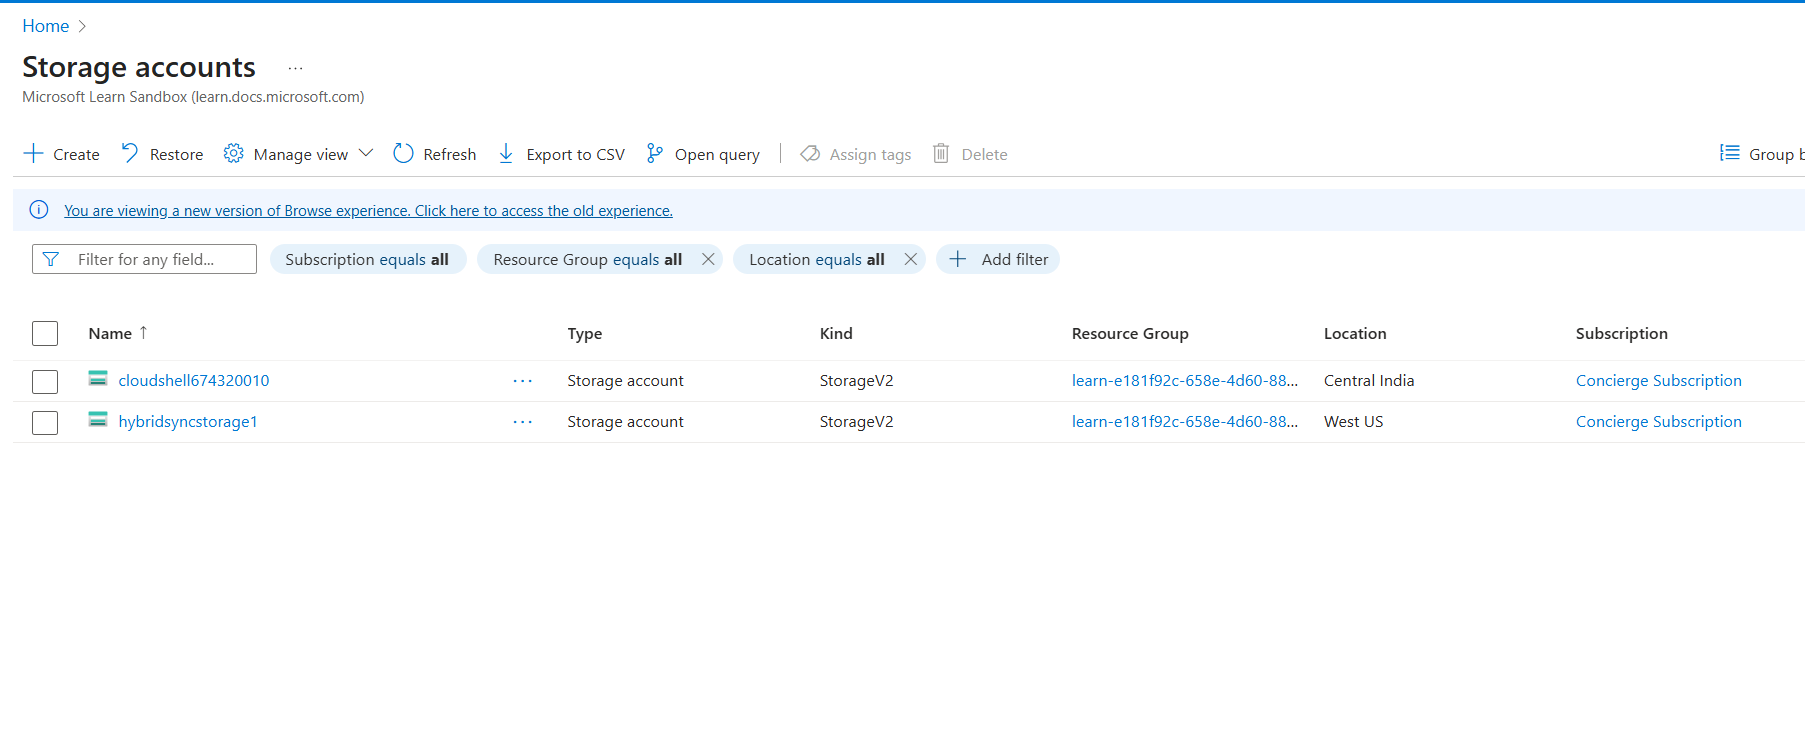 Home
Storage accounts ...
Microsoft Learn Sandbox (learn.docs.microsoft.com)
Create Restore Manage view Refresh Export to CSV Open query Assign tags Delete Group b
You are viewing a new version of Browse experience. Click here to access the old experience.
Filter for any field... Subscription equals all Resource Group equals all Location equals all Add filter
Name ↑ Type Kind Resource Group Location Subscription
cloudshell674320010 ... Storage account StorageV2 learn-e181f92c-658e-4d60-88... Central India Concierge Subscription
hybridsyncstorage1 ... Storage account StorageV2 learn-e181f92c-658e-4d60-88... West US Concierge Subscription